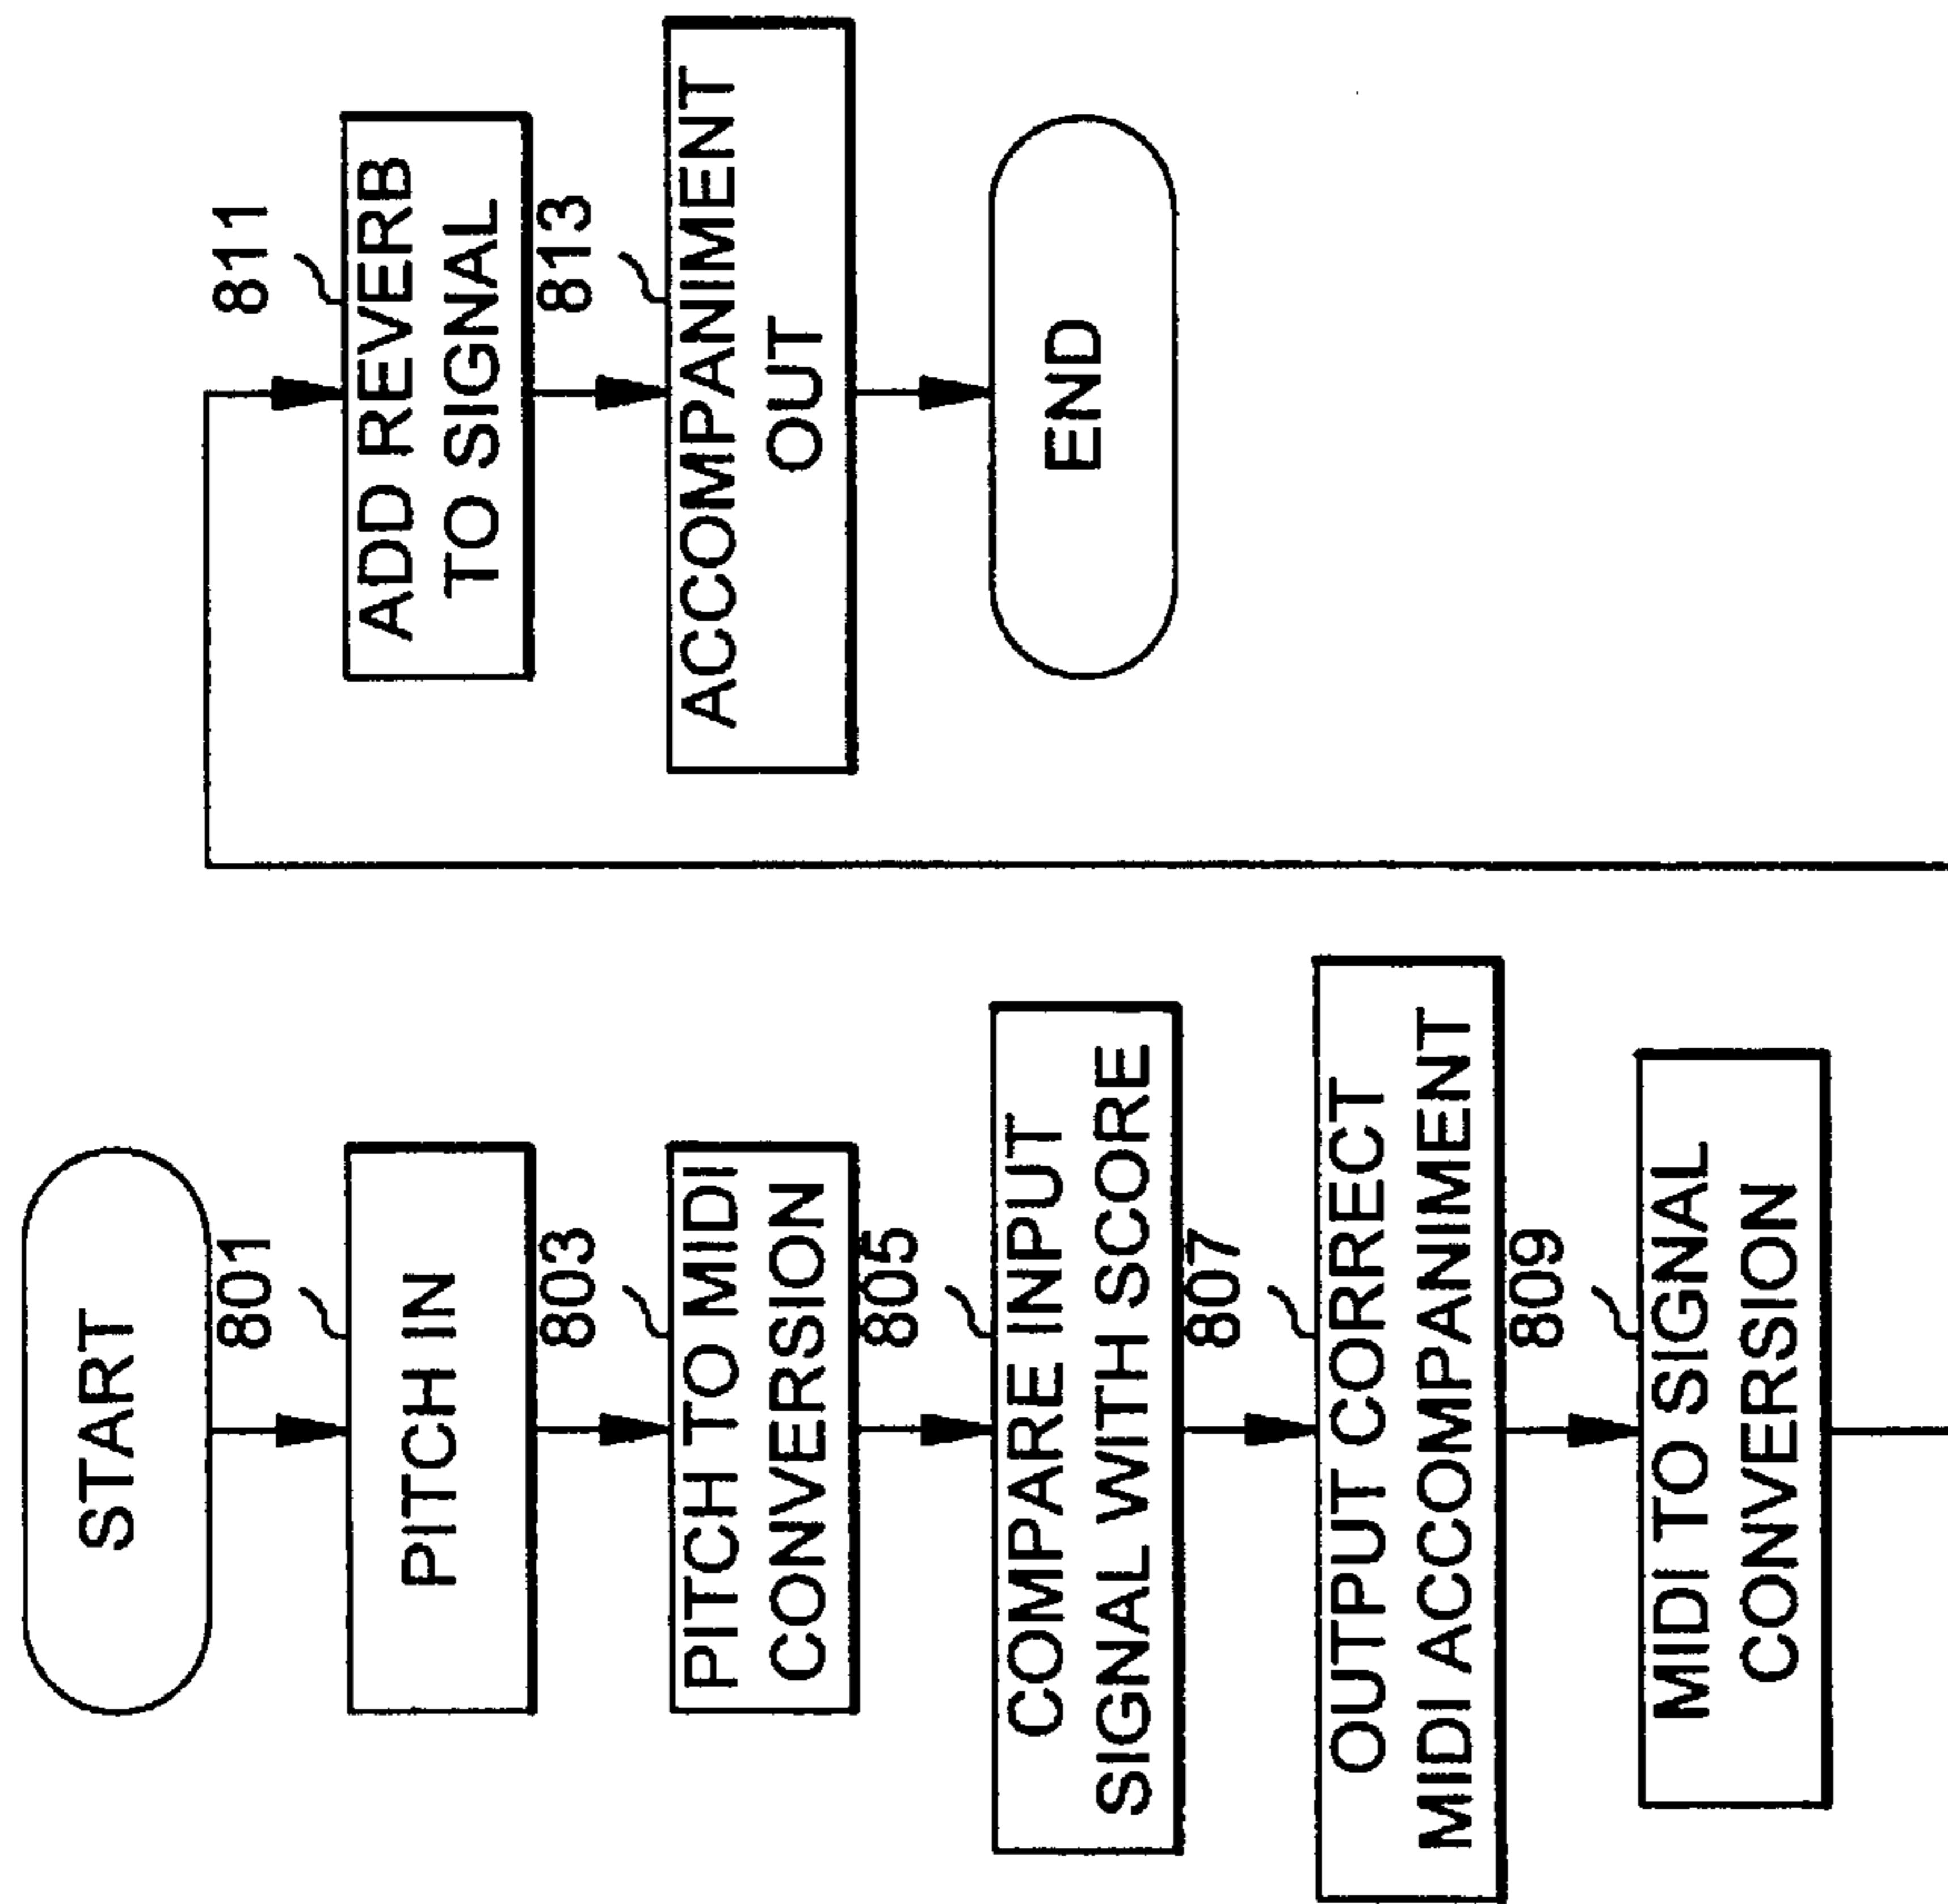 START
801
PITCH IN
803
PITCH TO MIDI
CONVERSION
805
COMPARE INPUT
SIGNAL WITH SCORE
807
OUTPUT CORRECT
MIDI ACCOMPANIMENT
809
MIDI TO SIGNAL
CONVERSION
811
ADD REVERB
TO SIGNAL
813
ACCOMPANIMENT
OUT
END